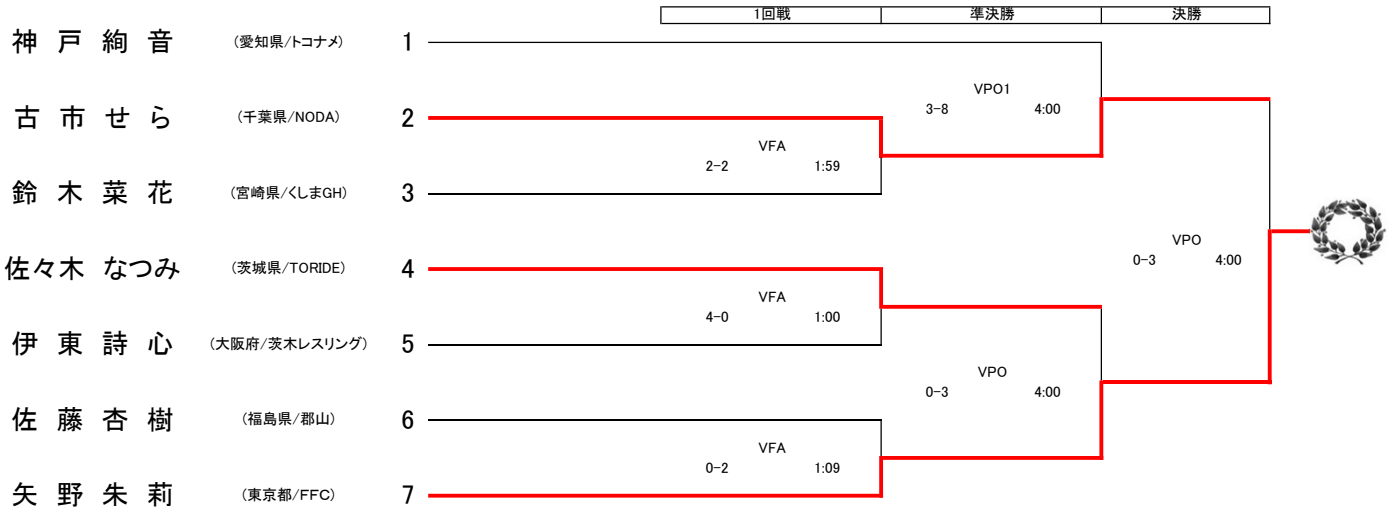 1回戦 準決勝 決勝
神戸絢音 (愛知県/トコナメ) 1
VPO1
3-8 4:00
古市せら (千葉県/NODA) 2
VFA
2-2 1:59
鈴木菜花 (宮崎県/くしまGH) 3
VPO
0-3 4:00
佐々木 なつみ (茨城県/TORIDE) 4
VFA
4-0 1:00
伊東詩心 (大阪府/茨木レスリング) 5
VPO
0-3 4:00
佐藤杏樹 (福島県/郡山) 6
VFA
0-2 1:09
矢野朱莉 (東京都/FFC) 7